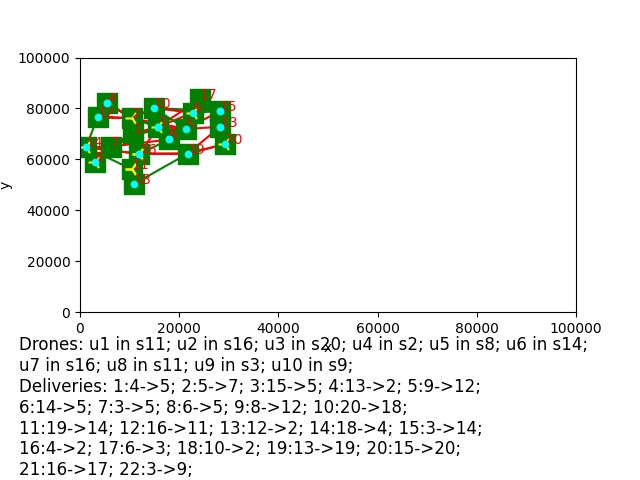 100000
80000
60000
40000
20000
0
y
17
15
13
20
0 20000 40000 60000 80000 100000
x
Drones: u1 in s11; u2 in s16; u3 in s20; u4 in s2; u5 in s8; u6 in s14;
u7 in s16; u8 in s11; u9 in s3; u10 in s9;
Deliveries: 1:4->5; 2:5->7; 3:15->5; 4:13->2; 5:9->12;
6:14->5; 7:3->5; 8:6->5; 9:8->12; 10:20->18;
11:19->14; 12:16->11; 13:12->2; 14:18->4; 15:3->14;
16:4->2; 17:6->3; 18:10->2; 19:13->19; 20:15->20;
21:16->17; 22:3->9;